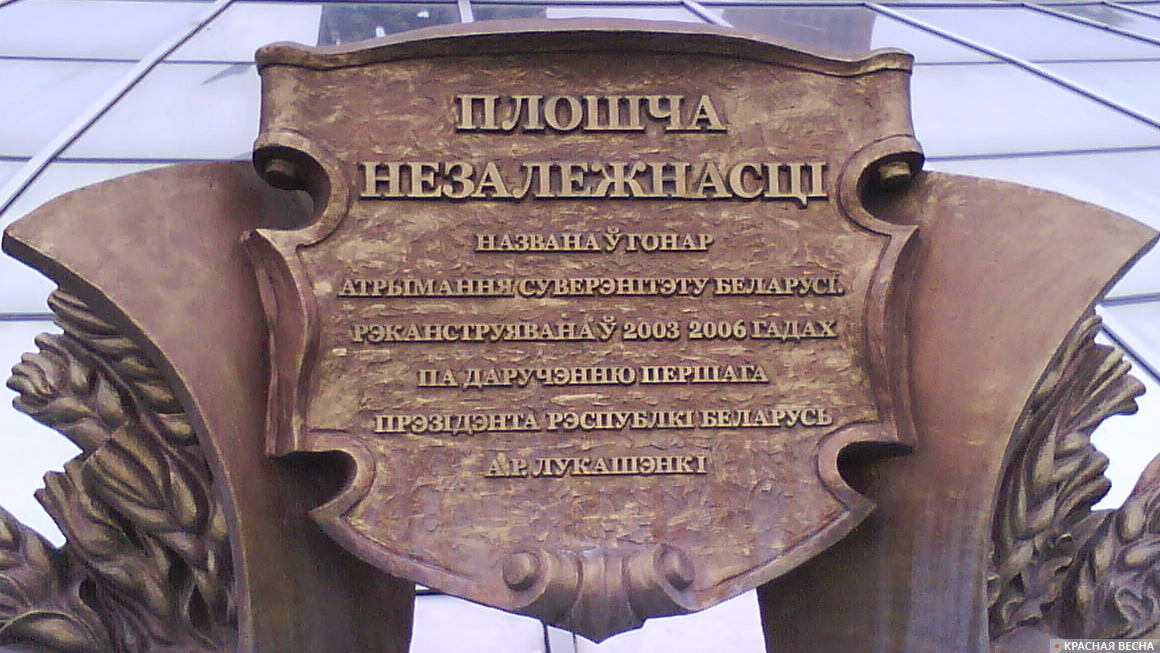 ПЛОШЧА
НЕЗАЛЕЖНАСЦІ
НАЗВАНА Ў ГОНАР
АТРЫМАННЯ СУВЕРЭНІТЭТУ БЕЛАРУСІ.
РЭКАНСТРУЯВАНА Ў 2003 2006 ГАДАХ
ПА ДАРУЧЭННЮ ПЕРШАГА
ПРЭЗІДЭНТА РЭСПУБЛКІ БЕЛАРУСЬ
А.Р. ЛУКАШЭНКІ
КРАСНАЯ ВЕСНА